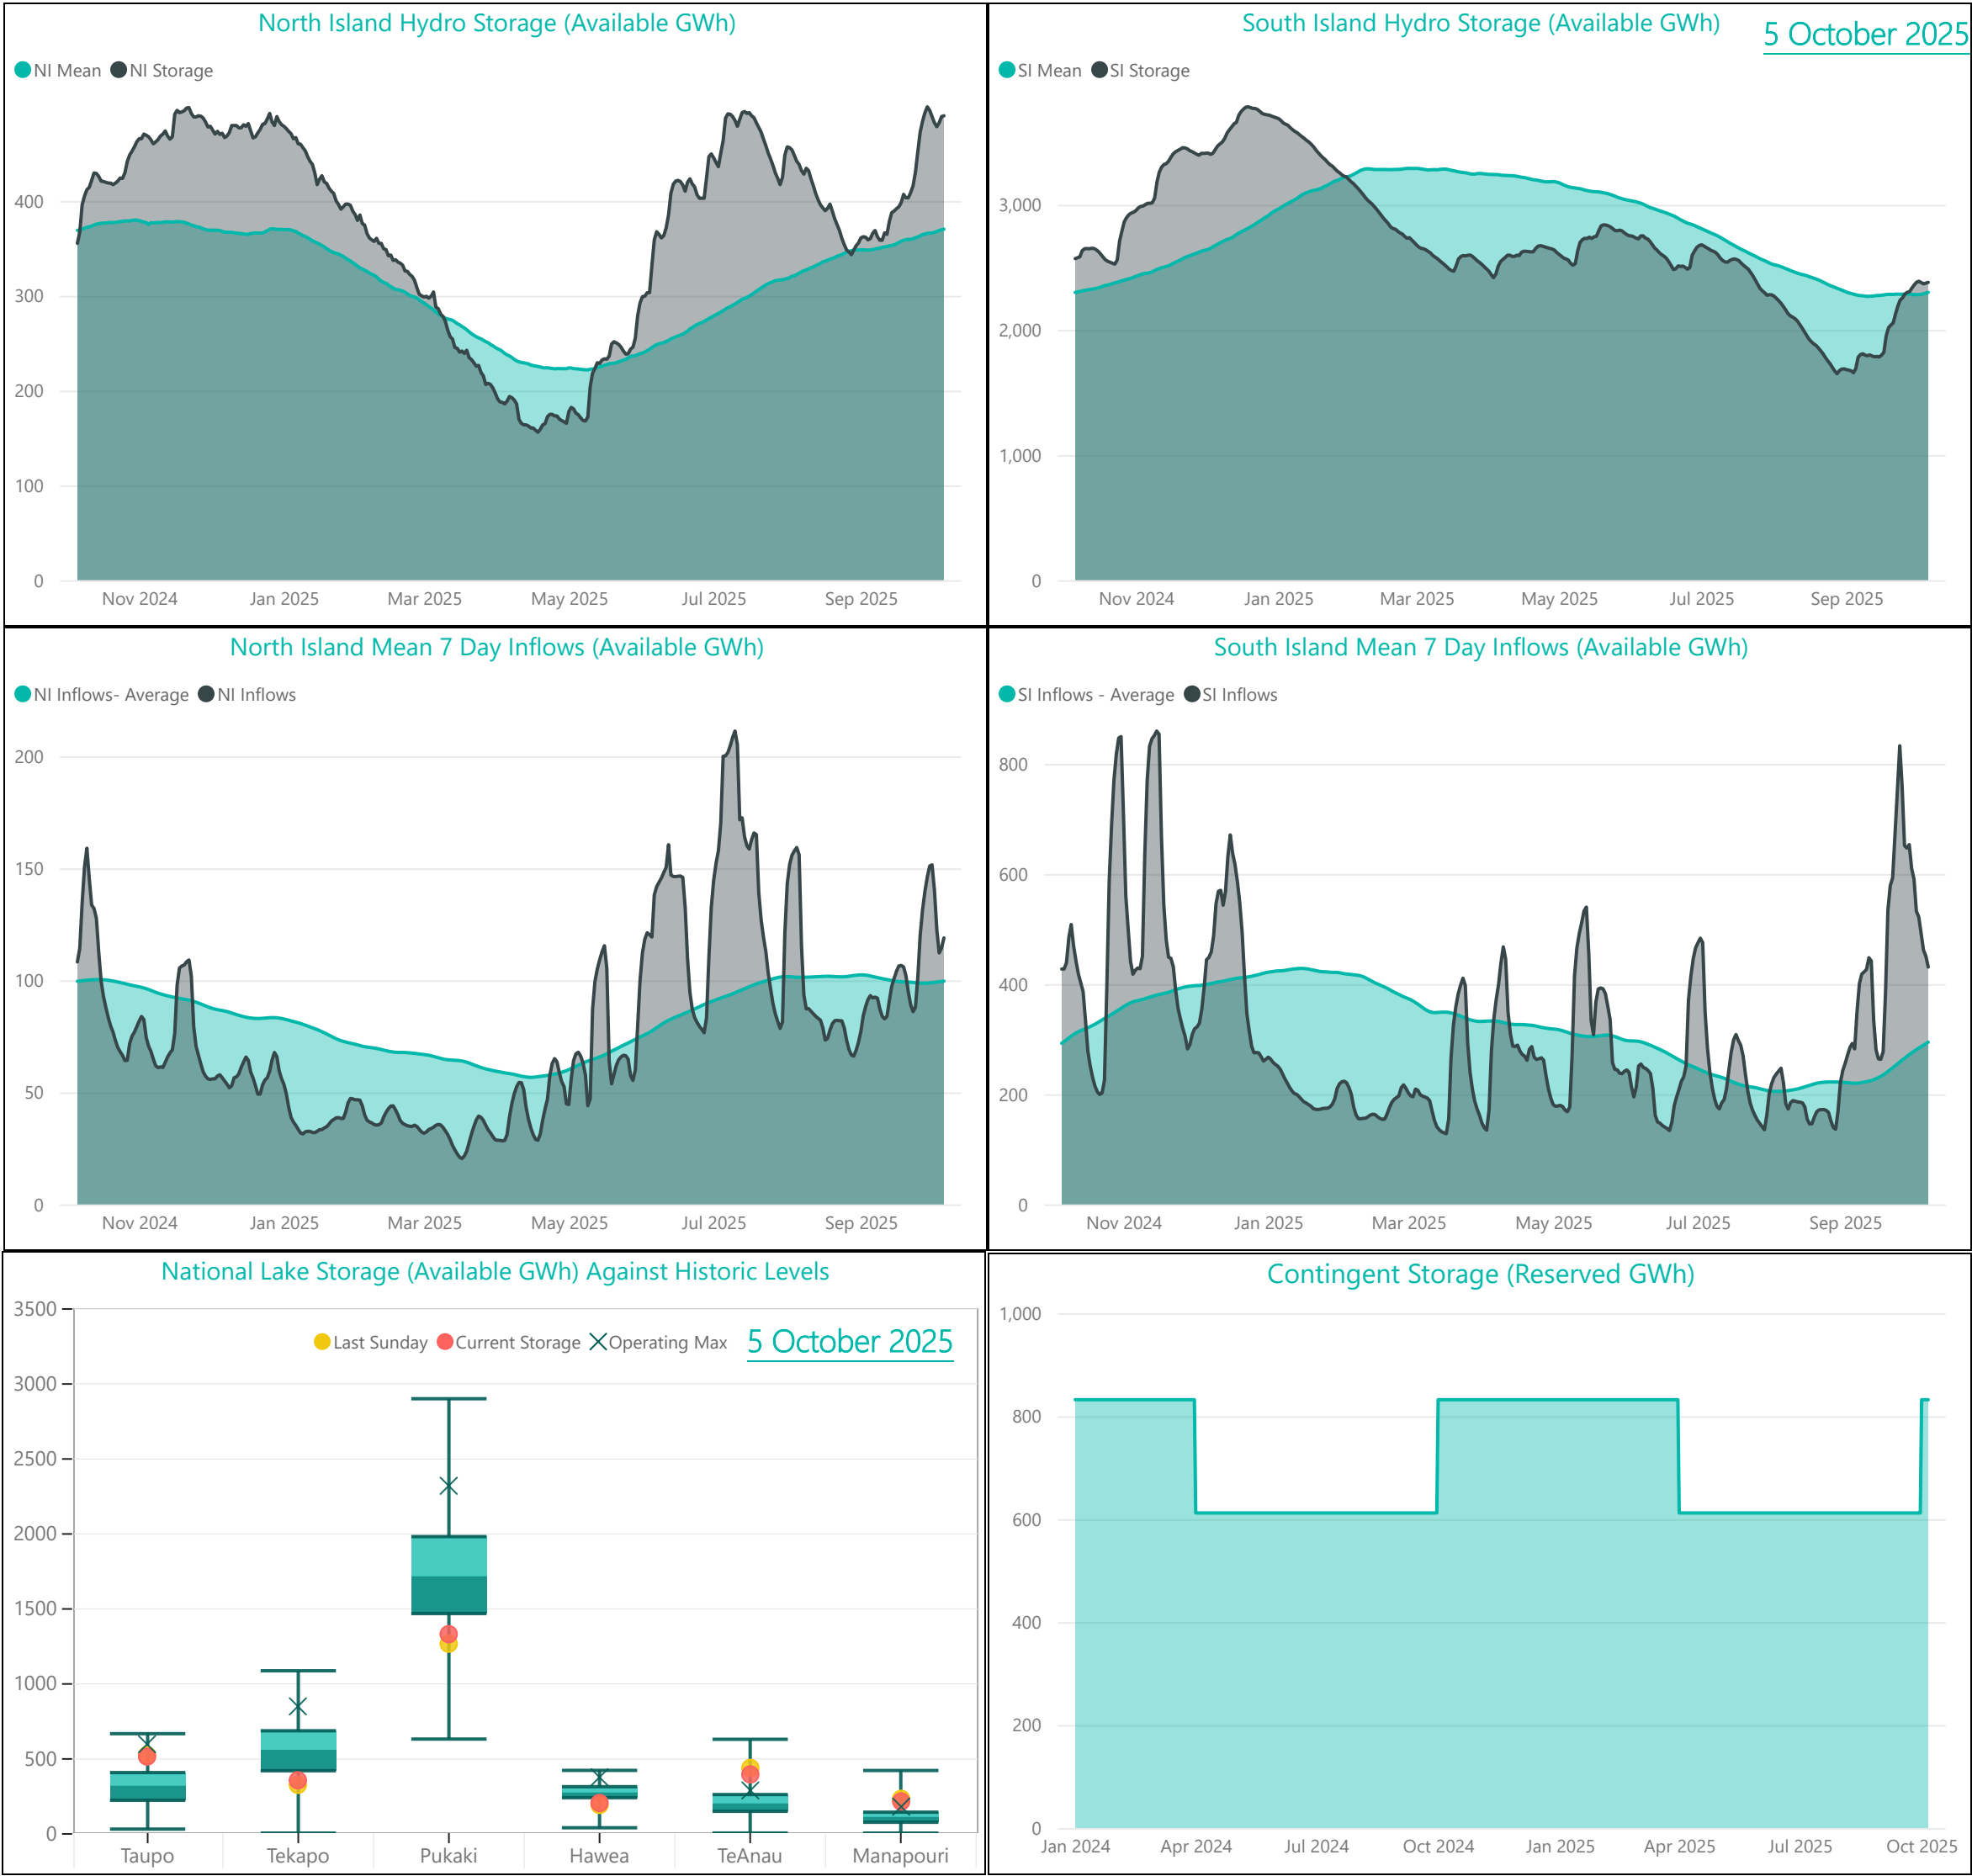 North Island Hydro Storage (Available GWh)
NI Mean NI Storage
400
300
200
100
0
Nov 2024 Jan 2025 Mar 2025 May 2025 Jul 2025 Sep 2025
South Island Hydro Storage (Available GWh)
5 October 2025
SI Mean SI Storage
3,000
2,000
1,000
0
Nov 2024 Jan 2025 Mar 2025 May 2025 Jul 2025 Sep 2025
North Island Mean 7 Day Inflows (Available GWh)
NI Inflows- Average NI Inflows
200
150
100
50
0
Nov 2024 Jan 2025 Mar 2025 May 2025 Jul 2025 Sep 2025
South Island Mean 7 Day Inflows (Available GWh)
SI Inflows - Average SI Inflows
800
600
400
200
0
Nov 2024 Jan 2025 Mar 2025 May 2025 Jul 2025 Sep 2025
National Lake Storage (Available GWh) Against Historic Levels
Last Sunday Current Storage Operating Max 5 October 2025
3500
3000
2500
2000
1500
1000
500
0
Taupo Tekapo Pukaki Hawea TeAnau Manapouri
Contingent Storage (Reserved GWh)
1,000
800
600
400
200
0
Jan 2024 Apr 2024 Jul 2024 Oct 2024 Jan 2025 Apr 2025 Jul 2025 Oct 2025